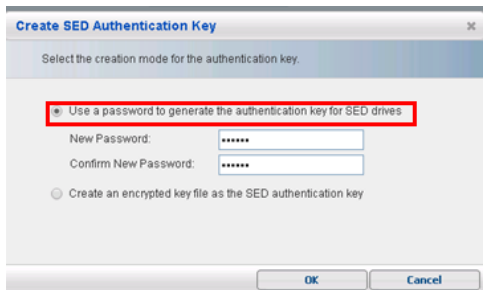 Create SED Authentication Key
Select the creation mode for the authentication key.
Use a password to generate the authentication key for SED drives
New Password: ••••••
Confirm New Password: ••••••
Create an encrypted key file as the SED authentication key
OK Cancel